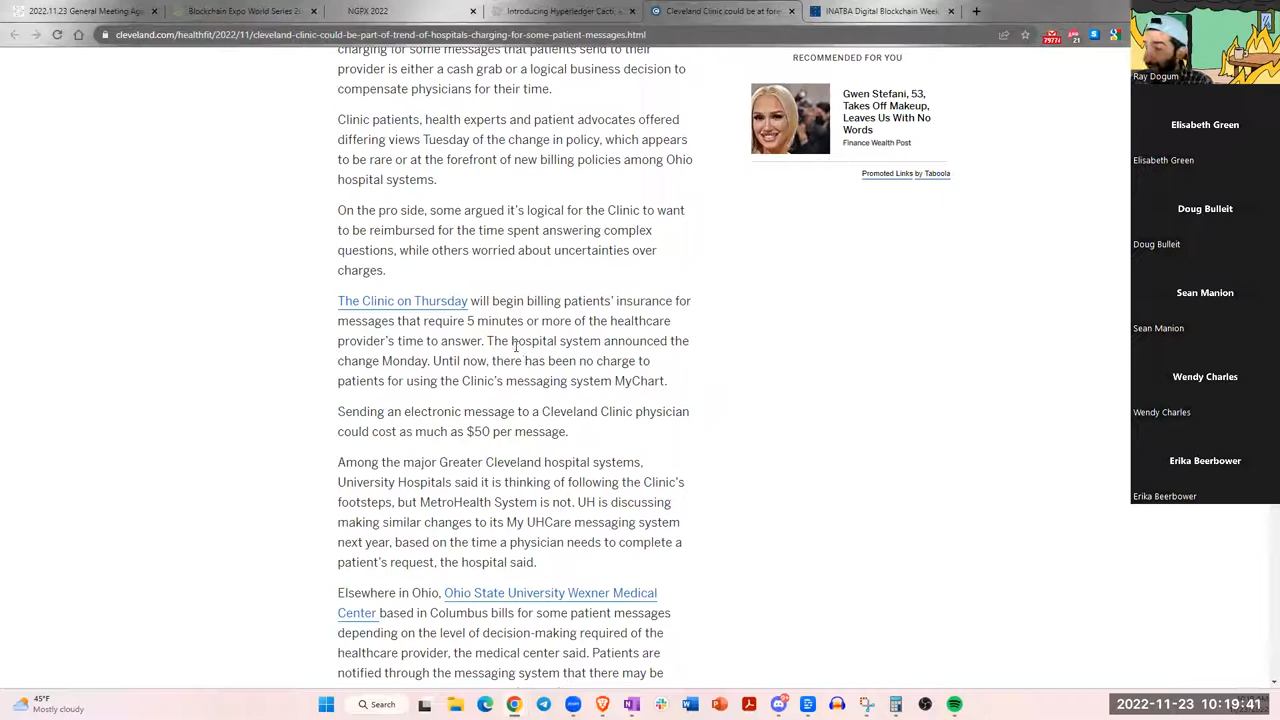 2022.11.23 General Meeting Age
Blockchain Expo World Series 20
NGPX 2022
Introducing Hyperledger Cacti, a
Cleveland Clinic could be at foref
INATBA Digital Blockchain Week
cleveland.com/healthfit/2022/11/cleveland-clinic-could-be-part-of-trend-of-hospitals-charging-for-some-patient-messages.html
79771
21
charging for some messages that patients send to their
provider is either a cash grab or a logical business decision to
compensate physicians for their time.
Clinic patients, health experts and patient advocates offered
differing views Tuesday of the change in policy, which appears
to be rare or at the forefront of new billing policies among Ohio
hospital systems.
On the pro side, some argued it's logical for the Clinic to want
to be reimbursed for the time spent answering complex
questions, while others worried about uncertainties over
charges.
The Clinic on Thursday will begin billing patients' insurance for
messages that require 5 minutes or more of the healthcare
provider's time to answer. The hospital system announced the
change Monday. Until now, there has been no charge to
patients for using the Clinic's messaging system MyChart.
Sending an electronic message to a Cleveland Clinic physician
could cost as much as $50 per message.
Among the major Greater Cleveland hospital systems,
University Hospitals said it is thinking of following the Clinic's
footsteps, but MetroHealth System is not. UH is discussing
making similar changes to its My UHCare messaging system
next year, based on the time a physician needs to complete a
patient's request, the hospital said.
Elsewhere in Ohio, Ohio State University Wexner Medical
Center based in Columbus bills for some patient messages
depending on the level of decision-making required of the
healthcare provider, the medical center said. Patients are
notified through the messaging system that there may be
RECOMMENDED FOR YOU
Gwen Stefani, 53,
Takes Off Makeup,
Leaves Us With No
Words
Finance Wealth Post
Promoted Links by Taboola
Ray Dogum
Elisabeth Green
Elisabeth Green
Doug Bulleit
Doug Bulleit
Sean Manion
Sean Manion
Wendy Charles
Wendy Charles
Erika Beerbower
Erika Beerbower
45°F
Mostly cloudy
Search
2022-11-23 10:19:41